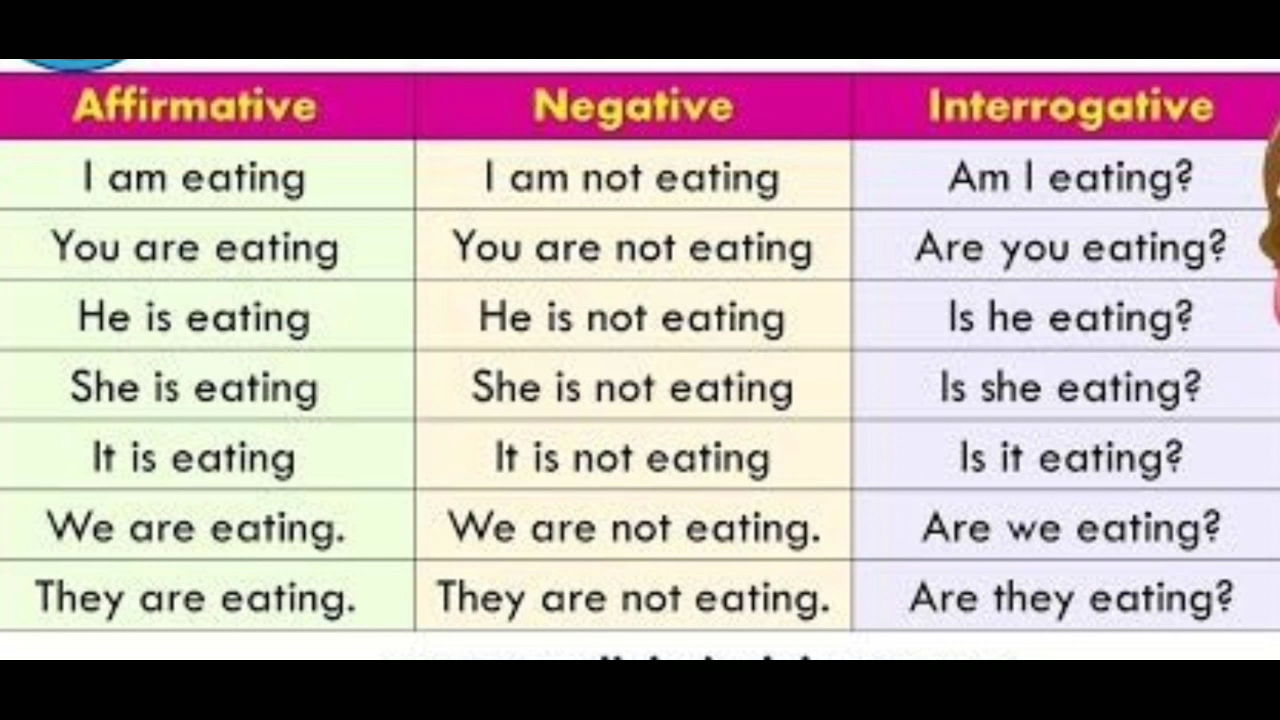 Affirmative Negative Interrogative
I am eating I am not eating Am I eating?
You are eating You are not eating Are you eating?
He is eating He is not eating Is he eating?
She is eating She is not eating Is she eating?
It is eating It is not eating Is it eating?
We are eating. We are not eating. Are we eating?
They are eating. They are not eating. Are they eating?